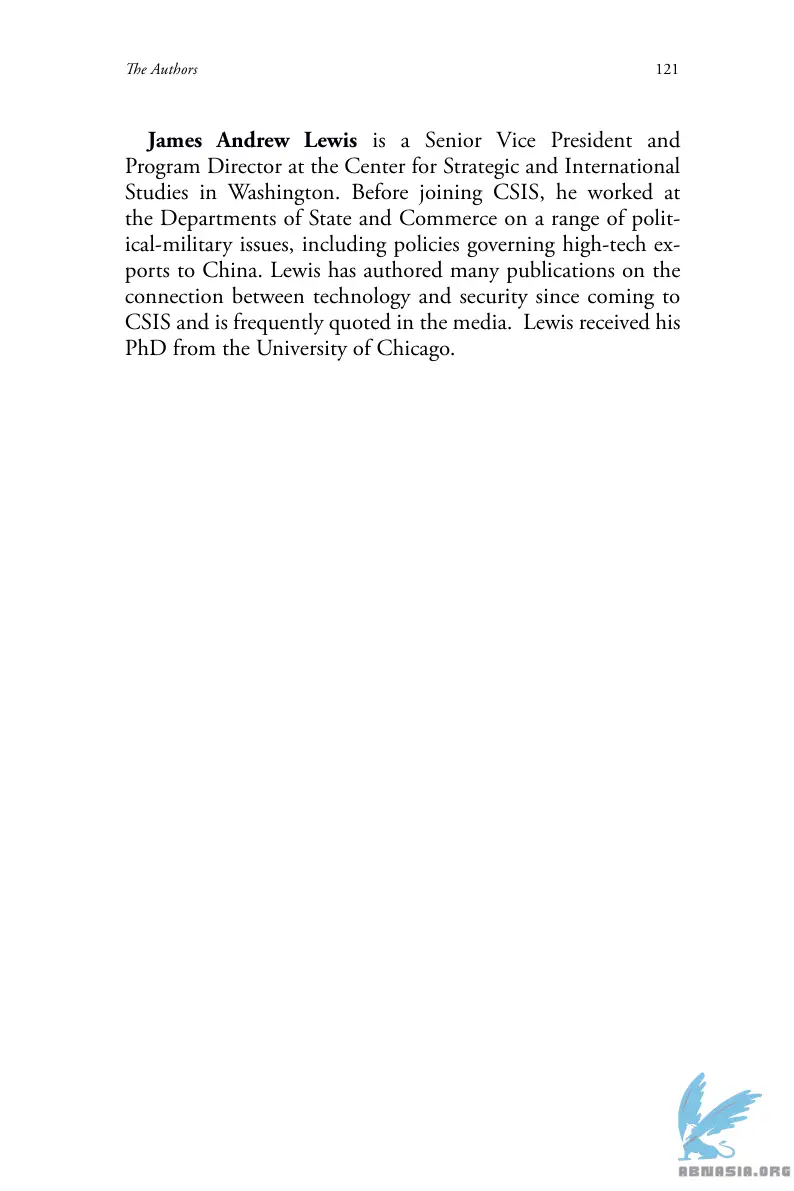 The Authors 121
James Andrew Lewis is a Senior Vice President and
Program Director at the Center for Strategic and International
Studies in Washington. Before joining CSIS, he worked at
the Departments of State and Commerce on a range of polit-
ical-military issues, including policies governing high-tech ex-
ports to China. Lewis has authored many publications on the
connection between technology and security since coming to
CSIS and is frequently quoted in the media.  Lewis received his
PhD from the University of Chicago.
ABNASIA.ORG